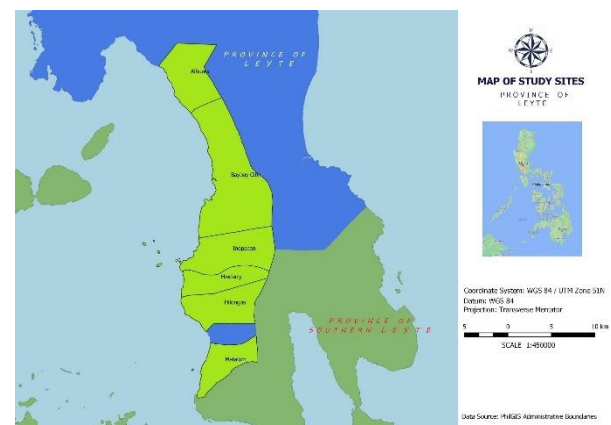 PROVINCE OF
LEYTE
Albuera
Baybay City
Inopacan
Hindang
Hilongos
Matalom
PROVINCE OF
SOUTHERN LEYTE
MAP OF STUDY SITES
PROVINCE OF
LEYTE
Coordinate System: WGS 84 / UTM Zone 51N
Datum: WGS 84
Projection: Transverse Mercator
5 0 5 10 km
SCALE 1:450000
Data Source: PhilGIS Administrative Boundaries